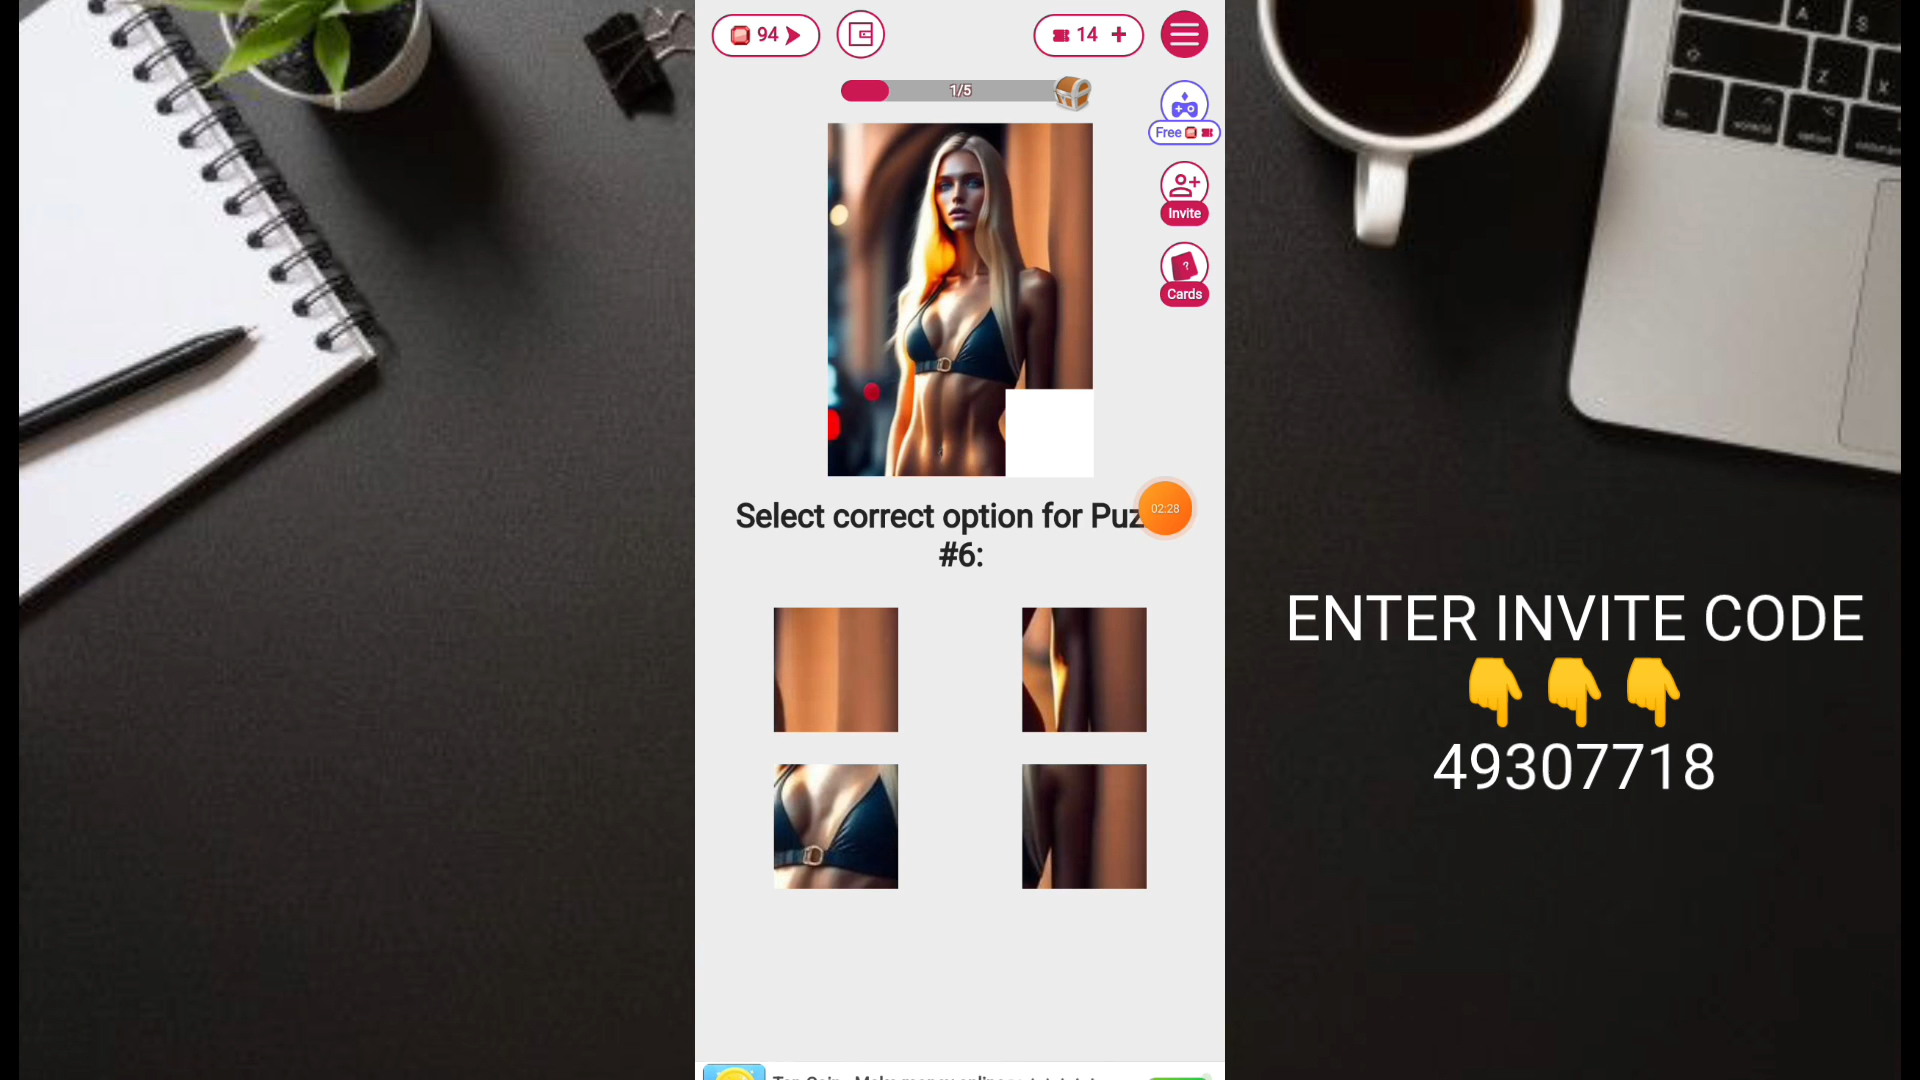 94
14
1/5
Free
Invite
Cards
Select correct option for Puz
02:28
#6:
ENTER INVITE CODE
👇👇👇
49307718